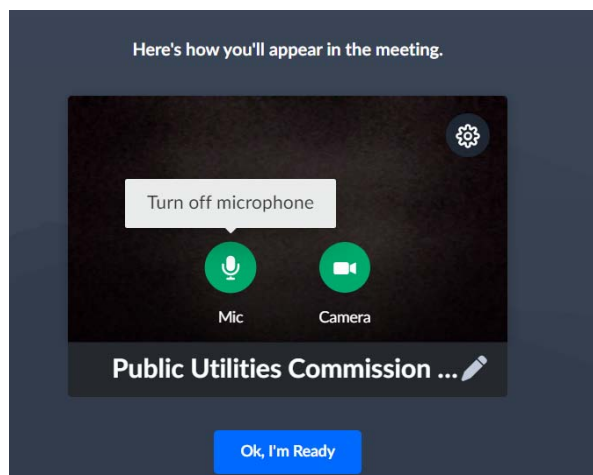 Here's how you'll appear in the meeting.
Turn off microphone
Mic Camera
Public Utilities Commission ...
Ok, I'm Ready